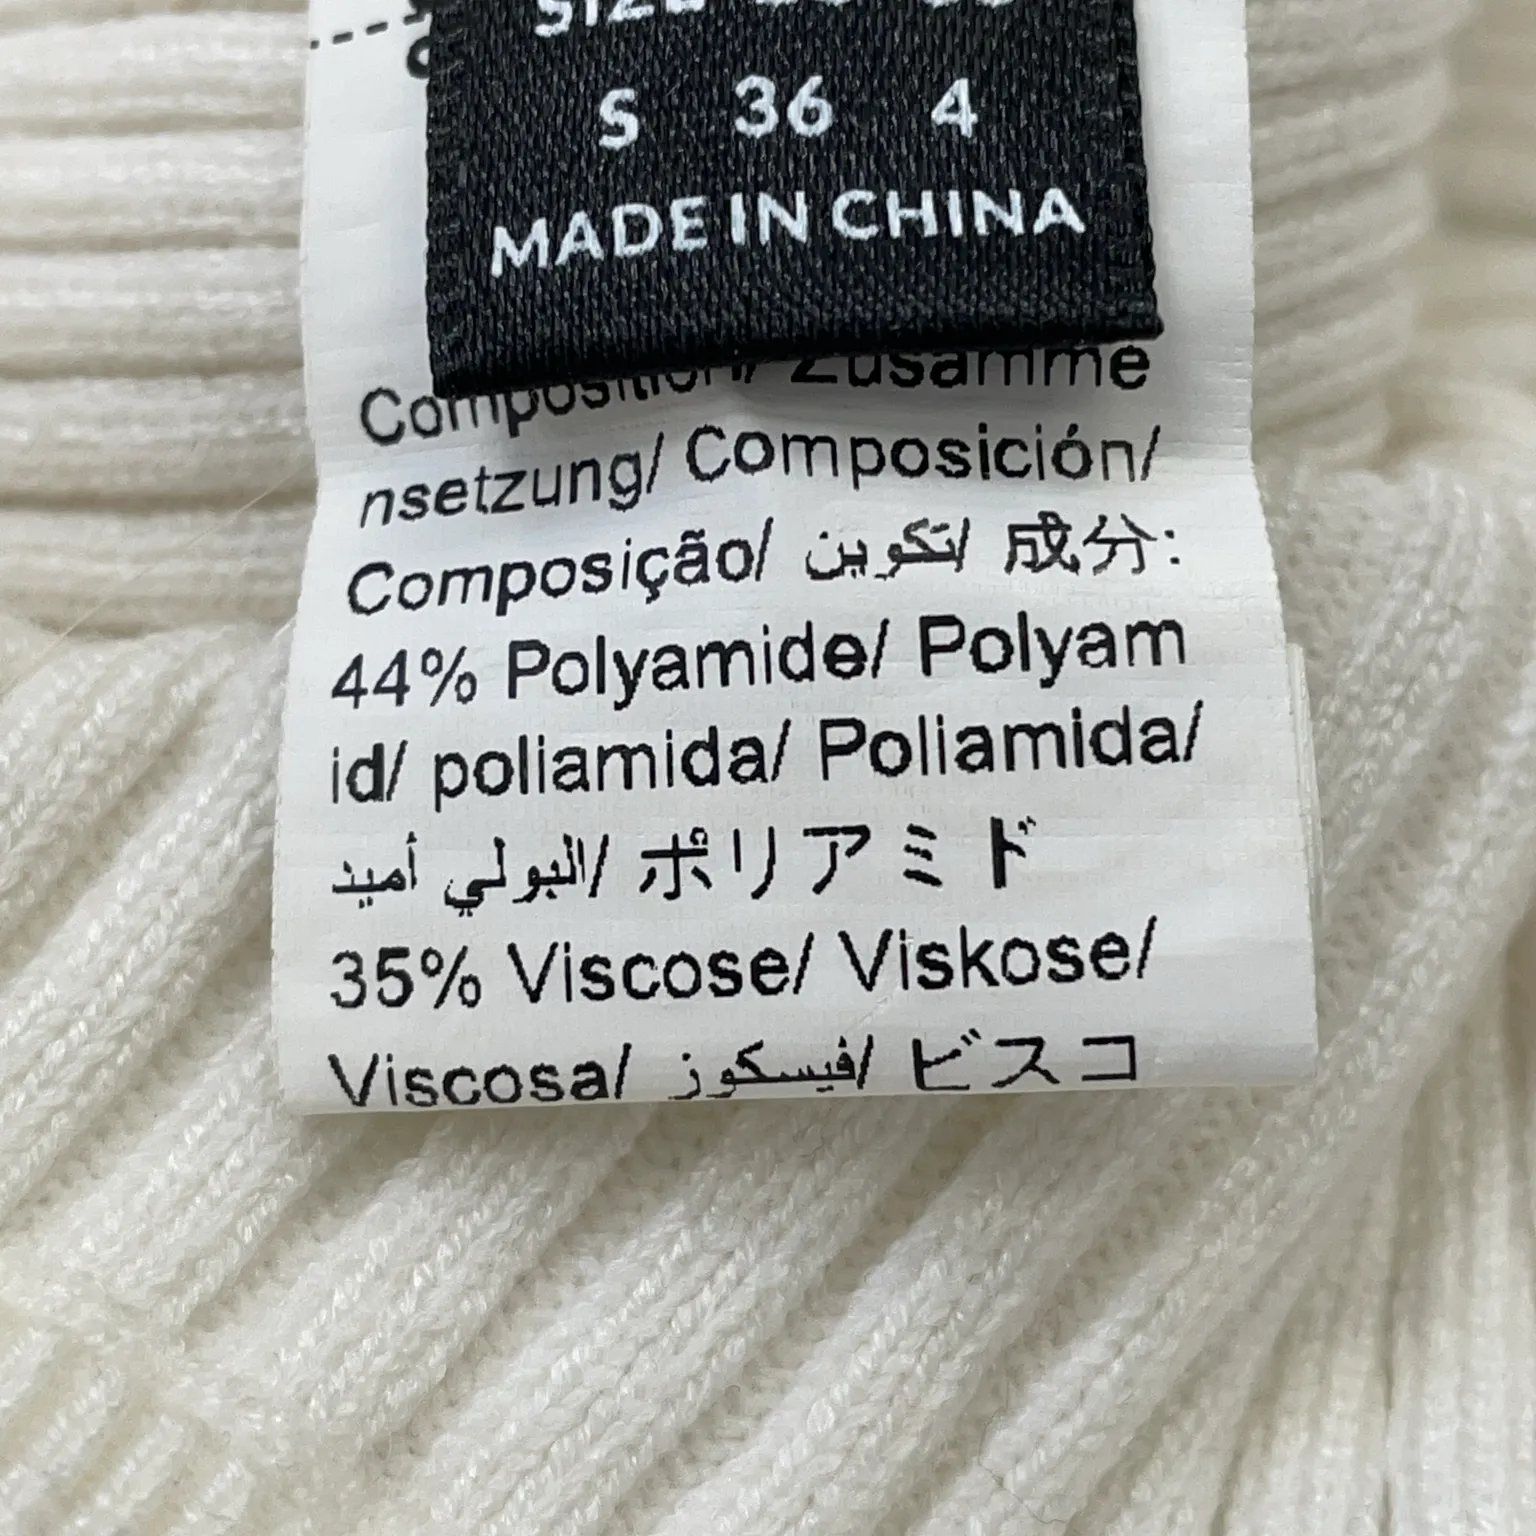 S 36 4
MADE IN CHINA
Composition/ Zusamme
nsetzung/ Composición/
Composição/ تكوين/ 成分:
44% Polyamide/ Polyam
id/ poliamida/ Poliamida/
البولي أميد/ ポリアミド
35% Viscose/ Viskose/
Viscosa/ فيسكوز/ ビスコ